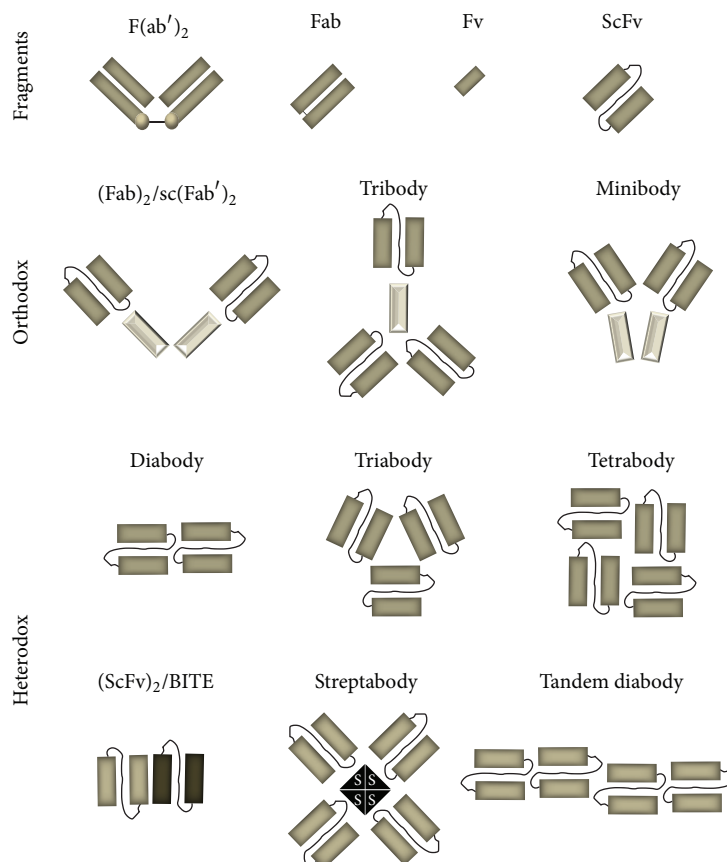 Fragments
F(ab′)₂
Fab
Fv
ScFv
Orthodox
(Fab)₂/sc(Fab′)₂
Tribody
Minibody
Heterodox
Diabody
Triabody
Tetrabody
(ScFv)₂/BITE
Streptabody
Tandem diabody
S S
S S